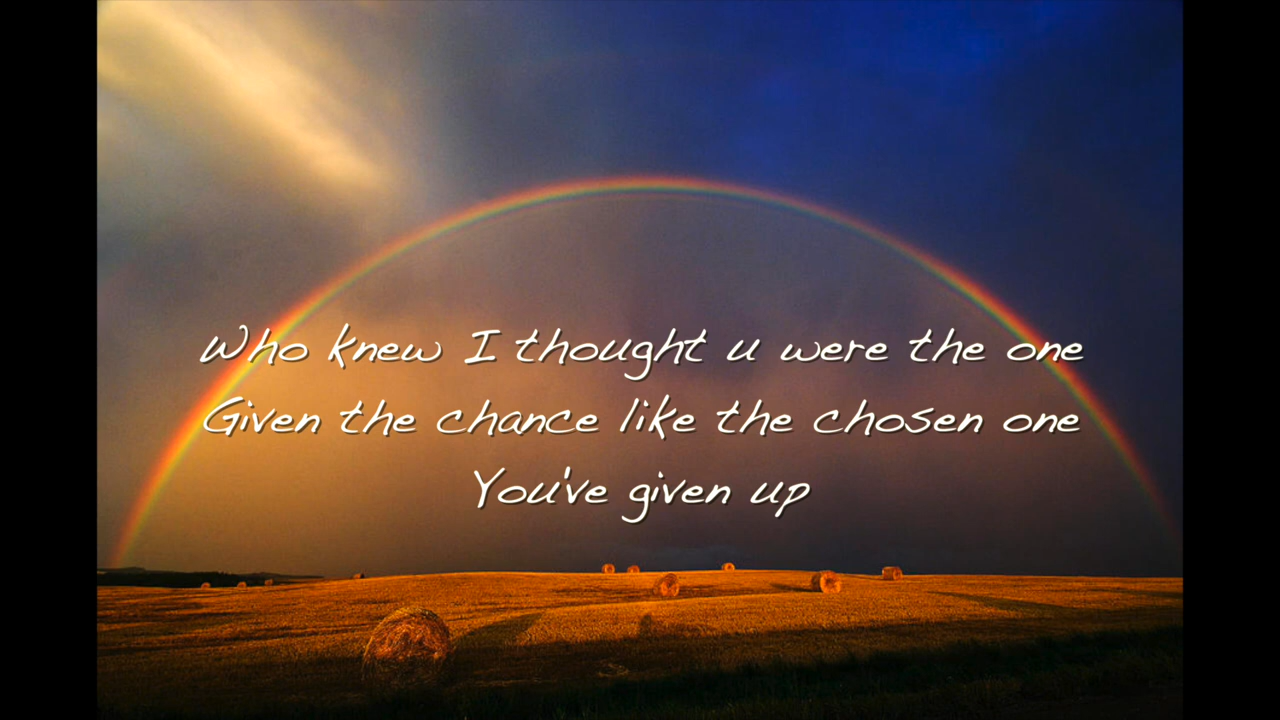 Who knew I thought u were the one
Given the chance like the chosen one
You've given up